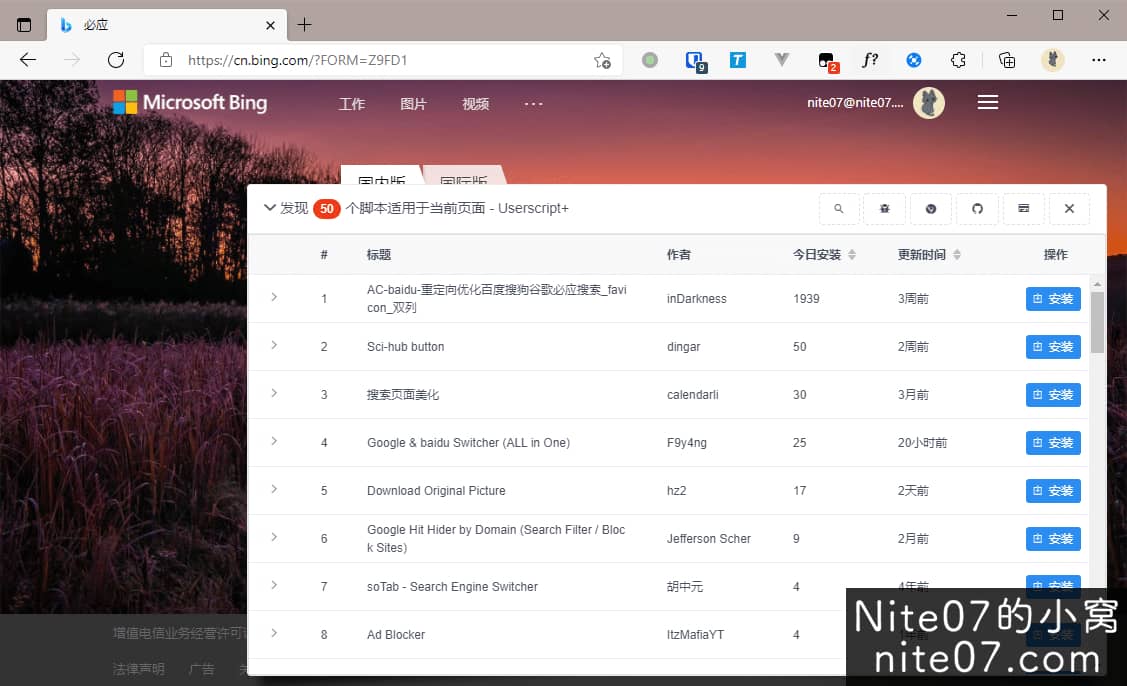 必应
https://cn.bing.com/?FORM=Z9FD1
9
T
2
f?
Microsoft Bing
工作
图片
视频
nite07@nite07....
国内版
国际版
发现 50 个脚本适用于当前页面 - Userscript+
# 标题 作者 今日安装 更新时间 操作
1 AC-baidu-重定向优化百度搜狗谷歌必应搜索_favi
con_双列 inDarkness 1939 3周前 安装
2 Sci-hub button dingar 50 2周前 安装
3 搜索页面美化 calendarli 30 3月前 安装
4 Google & baidu Switcher (ALL in One) F9y4ng 25 20小时前 安装
5 Download Original Picture hz2 17 2天前 安装
6 Google Hit Hider by Domain (Search Filter / Bloc
k Sites) Jefferson Scher 9 2月前 安装
7 soTab - Search Engine Switcher 胡中元 4 4年前 安装
8 Ad Blocker ItzMafiaYT 4 安装
增值电信业务经营许可
法律声明 广告
Nite07的小窝
nite07.com